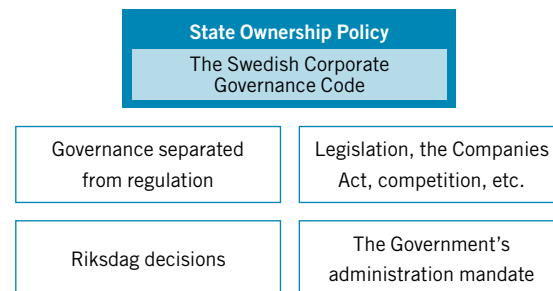 State Ownership Policy
The Swedish Corporate
Governance Code
Governance separated
from regulation
Legislation, the Companies
Act, competition, etc.
Riksdag decisions
The Government’s
administration mandate